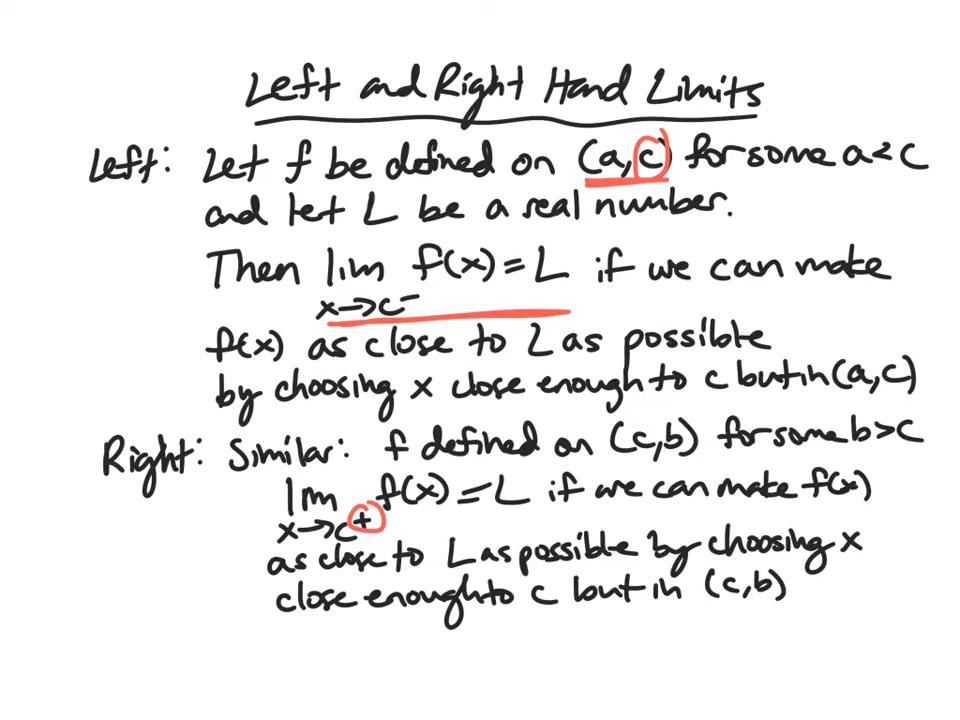 Left and Right Hand Limits
Left: Let f be defined on (a,c) for some a<c
and let L be a real number.
Then lim f(x) = L if we can make
x→c⁻
f(x) as close to L as possible
by choosing x close enough to c but in (a,c)
Right: Similar: f defined on (c,b) for some b>c
lim f(x) = L if we can make f(x)
x→c⁺
as close to L as possible by choosing x
close enough to c but in (c,b)